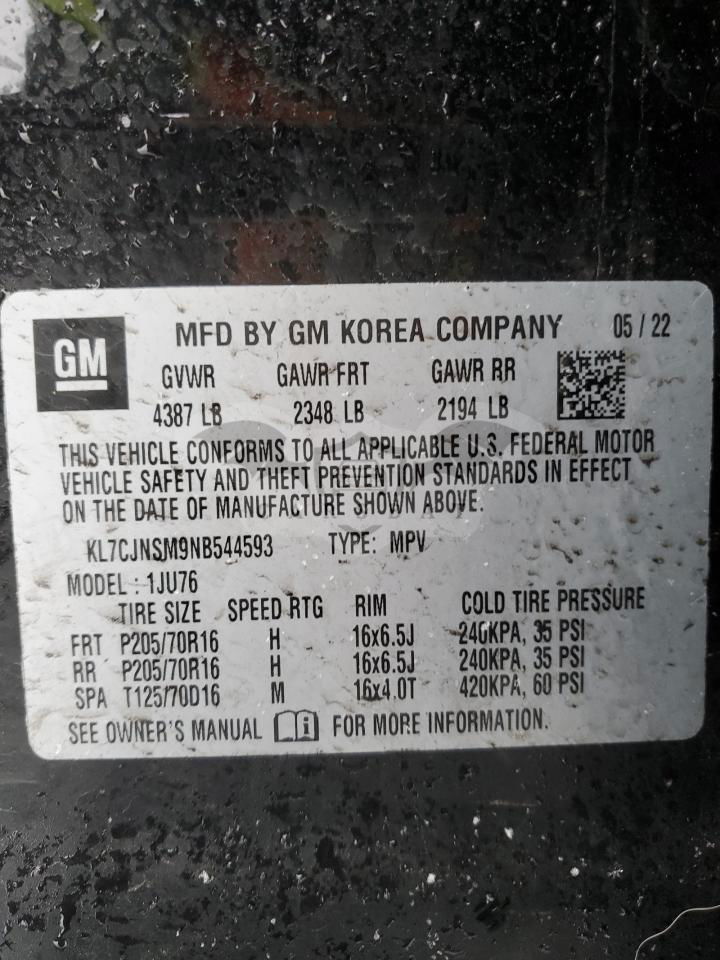 GM
MFD BY GM KOREA COMPANY 05 / 22
GVWR GAWR FRT GAWR RR
4387 LB 2348 LB 2194 LB
THIS VEHICLE CONFORMS TO ALL APPLICABLE U.S. FEDERAL MOTOR
VEHICLE SAFETY AND THEFT PREVENTION STANDARDS IN EFFECT
ON THE DATE OF MANUFACTURE SHOWN ABOVE.
KL7CJNSM9NB544593 TYPE: MPV
MODEL : 1JU76
TIRE SIZE SPEED RTG RIM COLD TIRE PRESSURE
FRT P205/70R16 H 16x6.5J 240KPA, 35 PSI
RR P205/70R16 H 16x6.5J 240KPA, 35 PSI
SPA T125/70D16 M 16x4.0T 420KPA, 60 PSI
SEE OWNER'S MANUAL i FOR MORE INFORMATION.